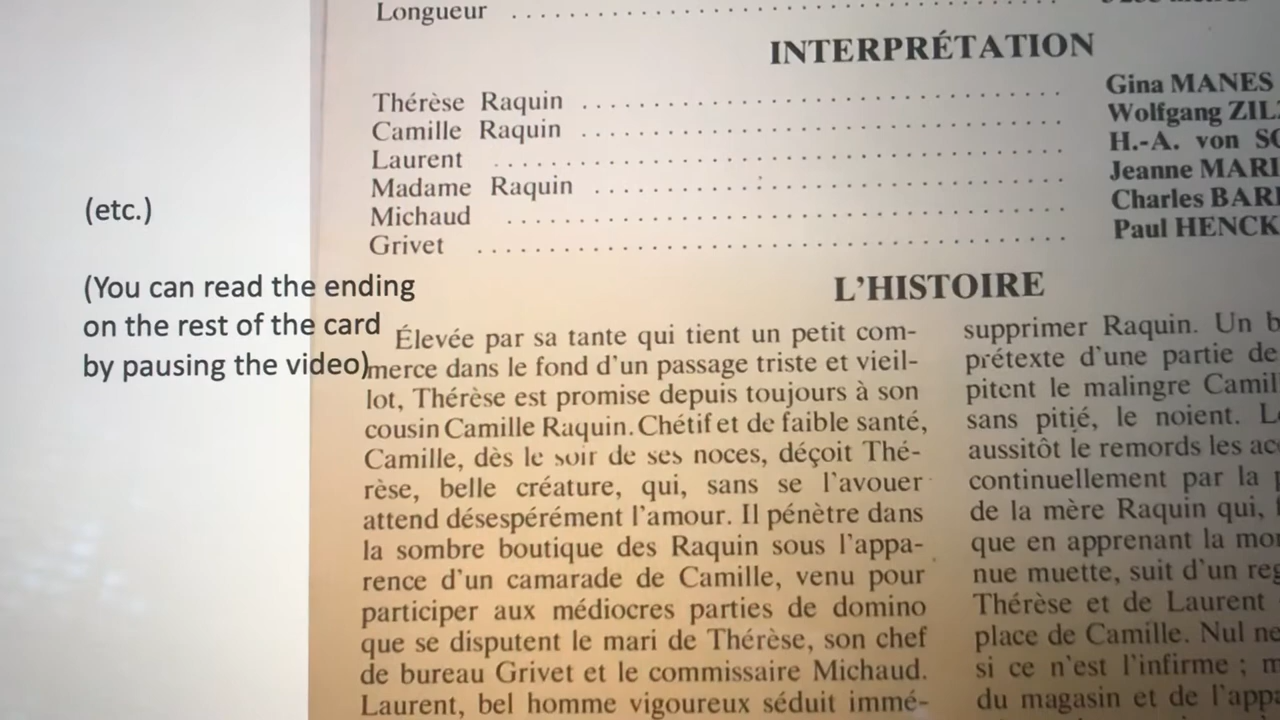 Longueur
INTERPRÉTATION
Thérèse Raquin . . . . . . . . . . . . . . . . . . . . . . . . . . . . . . . . . . . . Gina MANES
Camille Raquin . . . . . . . . . . . . . . . . . . . . . . . . . . . . . . . . . . . . Wolfgang
Laurent . . . . . . . . . . . . . . . . . . . . . . . . . . . . . . . . . . . . . . . . . . H.-A. von
Madame Raquin . . . . . . . . . . . . . . . . . . . . . . . . . . . . . . . . . . . Jeanne
Michaud . . . . . . . . . . . . . . . . . . . . . . . . . . . . . . . . . . . . . . . . . Charles
Grivet . . . . . . . . . . . . . . . . . . . . . . . . . . . . . . . . . . . . . . . . . . . Paul
(etc.)
(You can read the ending
on the rest of the card
by pausing the video)
L'HISTOIRE
Élevée par sa tante qui tient un petit com-
merce dans le fond d'un passage triste et vieil-
lot, Thérèse est promise depuis toujours à son
cousin Camille Raquin. Chétif et de faible santé,
Camille, dès le soir de ses noces, déçoit Thé-
rèse, belle créature, qui, sans se l'avouer
attend désespérément l'amour. Il pénètre dans
la sombre boutique des Raquin sous l'appa-
rence d'un camarade de Camille, venu pour
participer aux médiocres parties de domino
que se disputent le mari de Thérèse, son chef
de bureau Grivet et le commissaire Michaud.
Laurent, bel homme vigoureux séduit immé-
supprimer Raquin. Un
prétexte d'une partie de
pitent le malingre
sans pitié, le noient.
aussitôt le remords les
continuellement par la
de la mère Raquin qui,
que en apprenant la
nue muette, suit d'un
Thérèse et de Laurent
place de Camille. Nul
si ce n'est l'infirme ;
du magasin et de